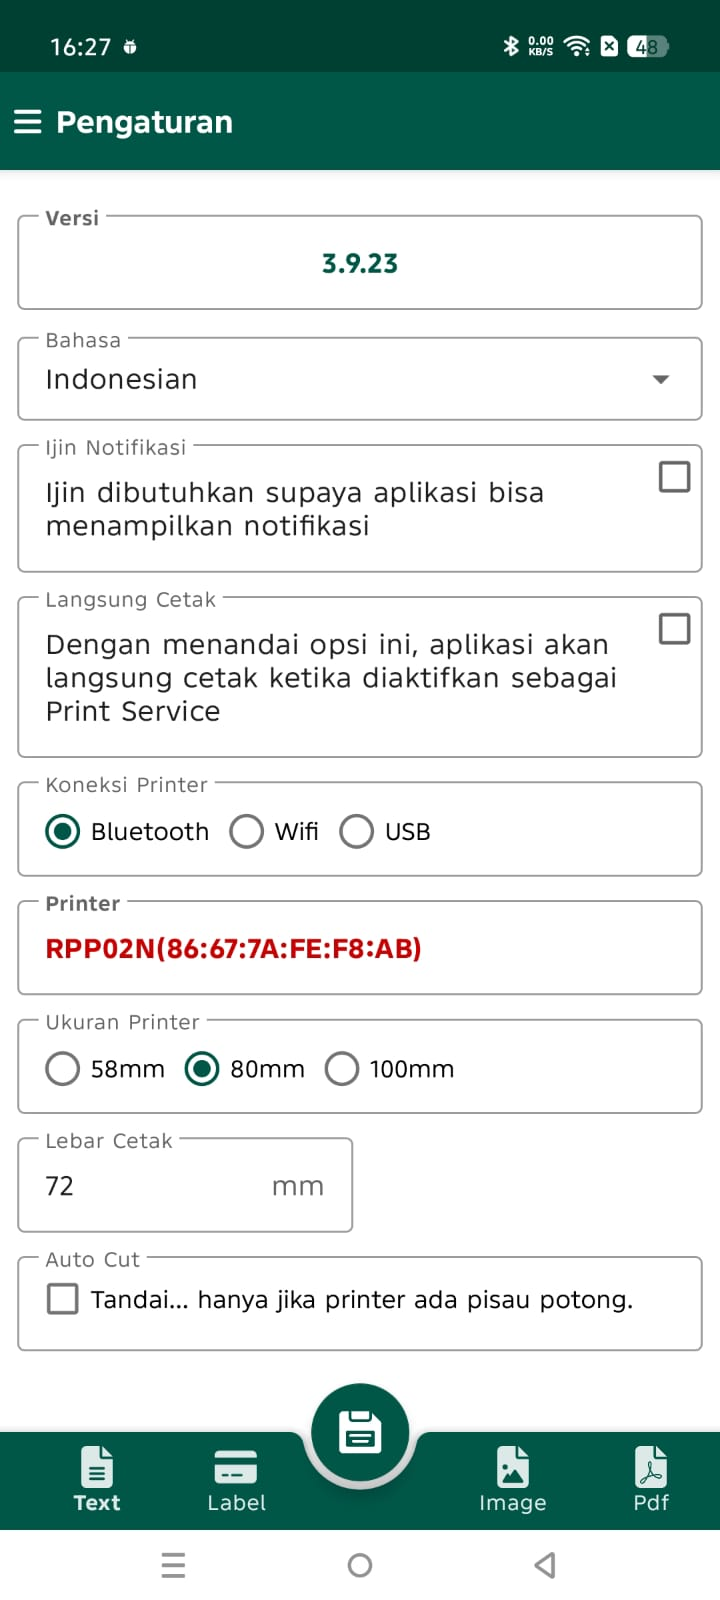 16:27
0.00
KB/S
48
Pengaturan
Versi
3.9.23
Bahasa
Indonesian
Ijin Notifikasi
Ijin dibutuhkan supaya aplikasi bisa
menampilkan notifikasi
Langsung Cetak
Dengan menandai opsi ini, aplikasi akan
langsung cetak ketika diaktifkan sebagai
Print Service
Koneksi Printer
Bluetooth Wifi USB
Printer
RPP02N(86:67:7A:FE:F8:AB)
Ukuran Printer
58mm 80mm 100mm
Lebar Cetak
72 mm
Auto Cut
Tandai... hanya jika printer ada pisau potong.
Text Label Image Pdf